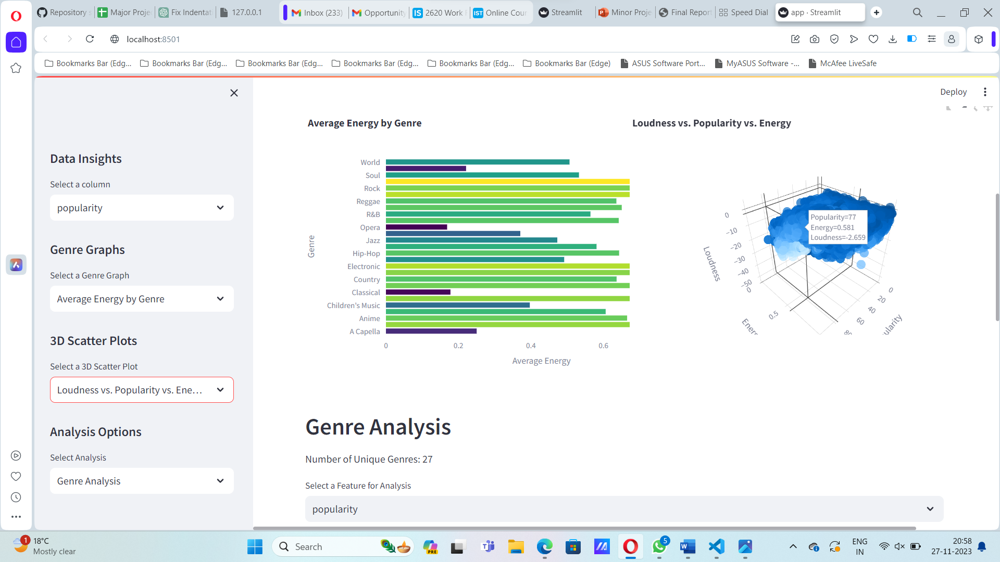 Repository s
Major Proje
Fix Indentat
127.0.0.1
Inbox (233)
Opportunity
IS
2620 Work F
IST
Online Cour
Streamlit
Minor Proje
Final Report
Speed Dial
app · Streamlit
localhost:8501
Bookmarks Bar (Edg...
Bookmarks Bar (Edg...
Bookmarks Bar (Edg...
Bookmarks Bar (Edg...
Bookmarks Bar (Edg...
Bookmarks Bar (Edge)
ASUS Software Port...
MyASUS Software -...
McAfee LiveSafe
Deploy
Data Insights
Select a column
popularity
Genre Graphs
Select a Genre Graph
Average Energy by Genre
3D Scatter Plots
Select a 3D Scatter Plot
Loudness vs. Popularity vs. Ene...
Analysis Options
Select Analysis
Genre Analysis
Average Energy by Genre
Genre
World
Soul
Rock
Reggae
R&B
Opera
Jazz
Hip-Hop
Electronic
Country
Classical
Children's Music
Anime
A Capella
0
0.2
0.4
0.6
Average Energy
Loudness vs. Popularity vs. Energy
Popularity=77
Energy=0.581
Loudness=-2.659
Loudness
0
−10
−20
−30
−40
−50
0
0.5
Energ
0
20
40
60
80
ularity
Genre Analysis
Number of Unique Genres: 27
Select a Feature for Analysis
popularity
1
18°C
Mostly clear
Search
PRE
5
ENG
IN
20:58
27-11-2023